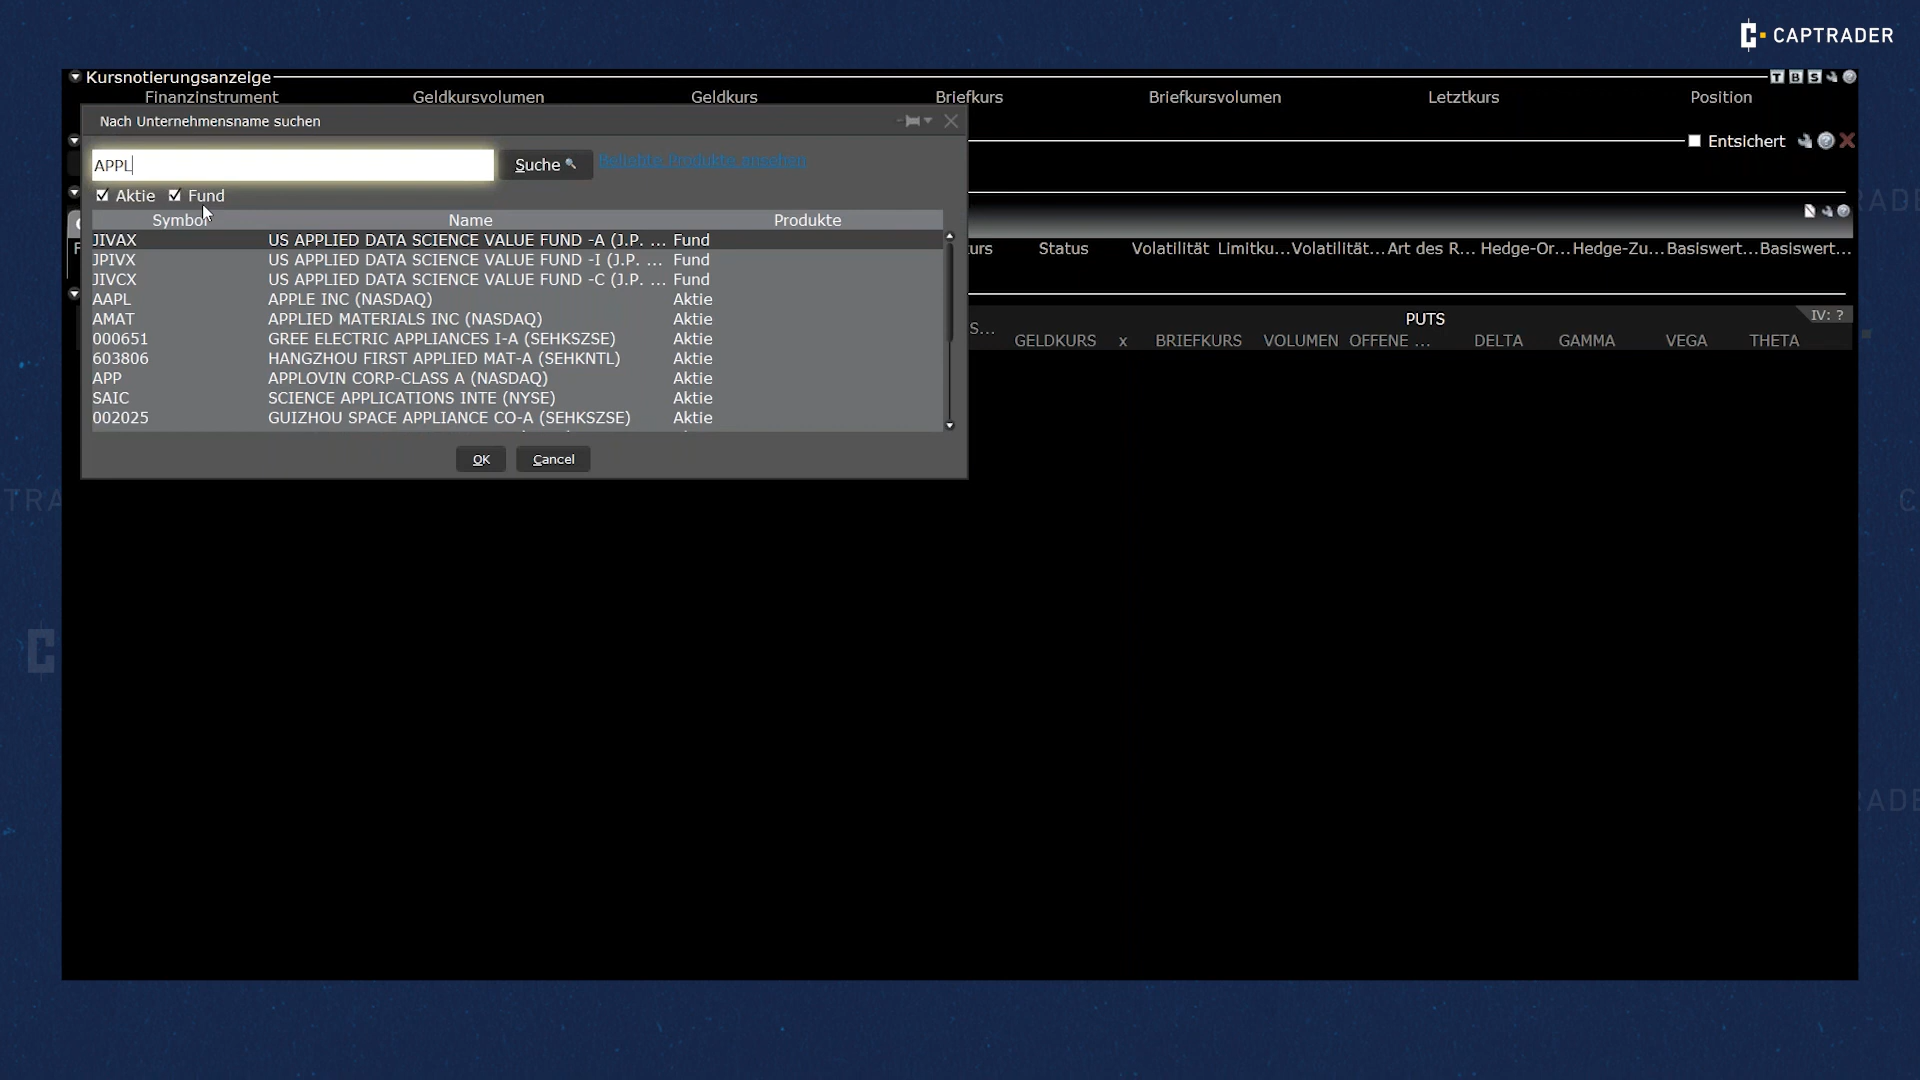 CAPTRADER
Kursnotierungsanzeige
T B S
Finanzinstrument Geldkursvolumen Geldkurs Briefkurs Briefkursvolumen Letztkurs Position
Nach Unternehmensname suchen
Entsichert
APPL Suche Beliebte Produkte ansehen
Aktie Fund
Symbol Name Produkte
JIVAX US APPLIED DATA SCIENCE VALUE FUND -A (J.P. ... Fund
JPIVX US APPLIED DATA SCIENCE VALUE FUND -I (J.P. ... Fund
JIVCX US APPLIED DATA SCIENCE VALUE FUND -C (J.P. ... Fund
AAPL APPLE INC (NASDAQ) Aktie
AMAT APPLIED MATERIALS INC (NASDAQ) Aktie
000651 GREE ELECTRIC APPLIANCES I-A (SEHKSZSE) Aktie
603806 HANGZHOU FIRST APPLIED MAT-A (SEHKNTL) Aktie
APP APPLOVIN CORP-CLASS A (NASDAQ) Aktie
SAIC SCIENCE APPLICATIONS INTE (NYSE) Aktie
002025 GUIZHOU SPACE APPLIANCE CO-A (SEHKSZSE) Aktie
OK Cancel
urs Status Volatilität Limitku... Volatilität... Art des R... Hedge-Or... Hedge-Zu... Basiswert... Basiswert...
PUTS IV: ?
S... GELDKURS x BRIEFKURS VOLUMEN OFFENE ... DELTA GAMMA VEGA THETA